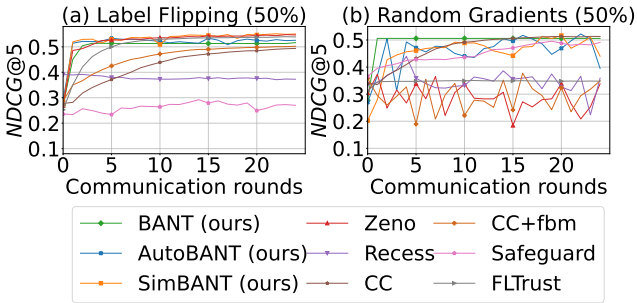 (a) Label Flipping (50%)
NDCG@5
0.5
0.4
0.3
0.2
0.1
0 5 10 15 20
Communication rounds
(b) Random Gradients (50%)
NDCG@5
0.5
0.4
0.3
0.2
0.1
0 5 10 15 20
Communication rounds
BANT (ours)
AutoBANT (ours)
SimBANT (ours)
Zeno
Recess
CC
CC+fbm
Safeguard
FLTrust